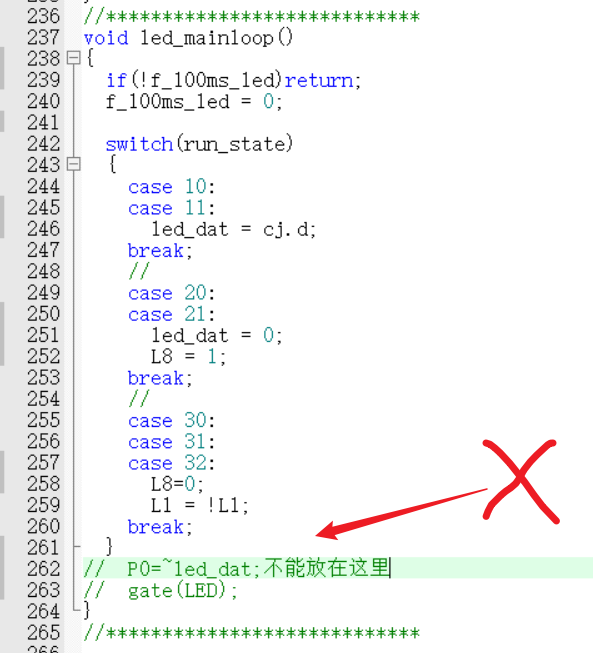 236 //****************************
237 void led_mainloop()
238 {
239 if(!f_100ms_led)return;
240 f_100ms_led = 0;
241
242 switch(run_state)
243 {
244 case 10:
245 case 11:
246 led_dat = cj.d;
247 break;
248 //
249 case 20:
250 case 21:
251 led_dat = 0;
252 L8 = 1;
253 break;
254 //
255 case 30:
256 case 31:
257 case 32:
258 L8=0;
259 L1 = !L1;
260 break;
261 }
262 // P0=~led_dat;不能放在这里
263 // gate(LED);
264 }
265 //****************************